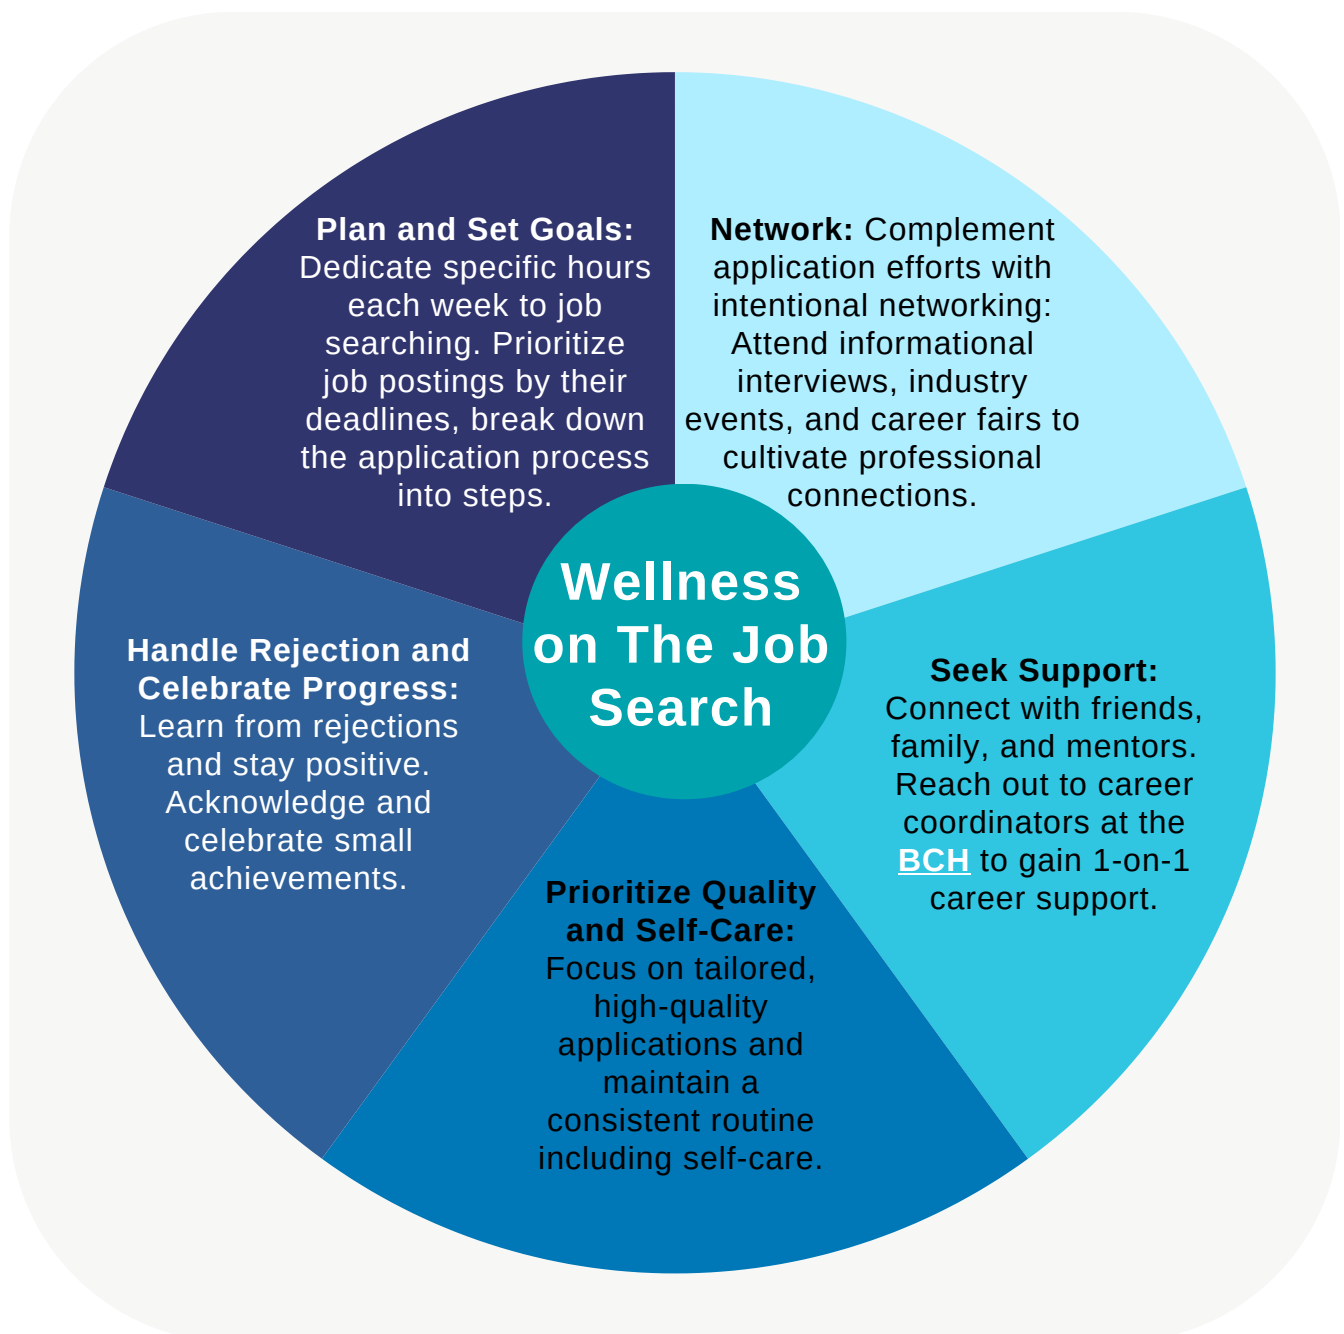 Plan and Set Goals:
Dedicate specific hours
each week to job
searching. Prioritize
job postings by their
deadlines, break down
the application process
into steps.
Network: Complement
application efforts with
intentional networking:
Attend informational
interviews, industry
events, and career fairs to
cultivate professional
connections.
Wellness
on The Job
Search
Handle Rejection and
Celebrate Progress:
Learn from rejections
and stay positive.
Acknowledge and
celebrate small
achievements.
Seek Support:
Connect with friends,
family, and mentors.
Reach out to career
coordinators at the
BCH to gain 1-on-1
career support.
Prioritize Quality
and Self-Care:
Focus on tailored,
high-quality
applications and
maintain a
consistent routine
including self-care.